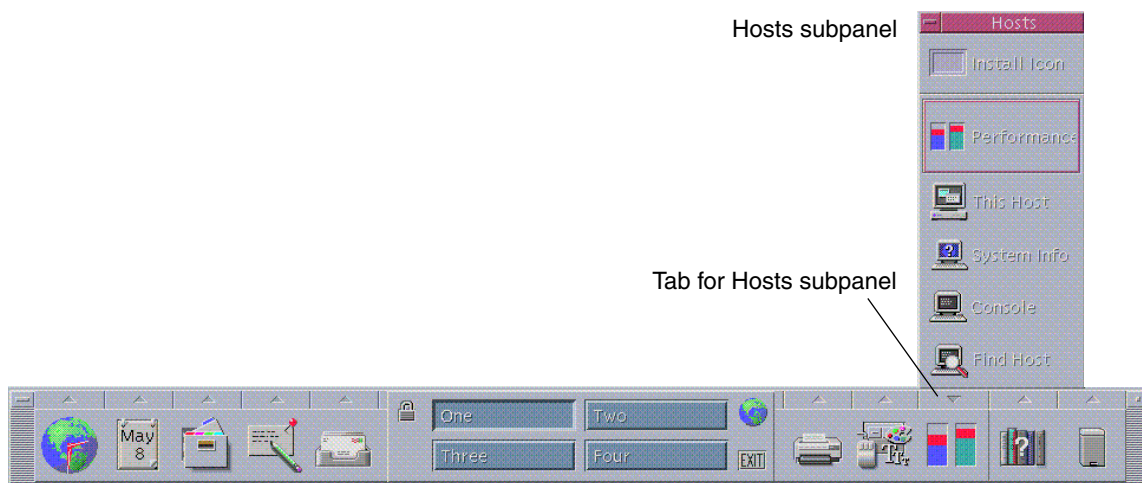 Hosts subpanel
Hosts
Install Icon
Performance
This Host
System Info
Tab for Hosts subpanel
Console
Find Host
May
8
One
Two
Three
Four
EXIT